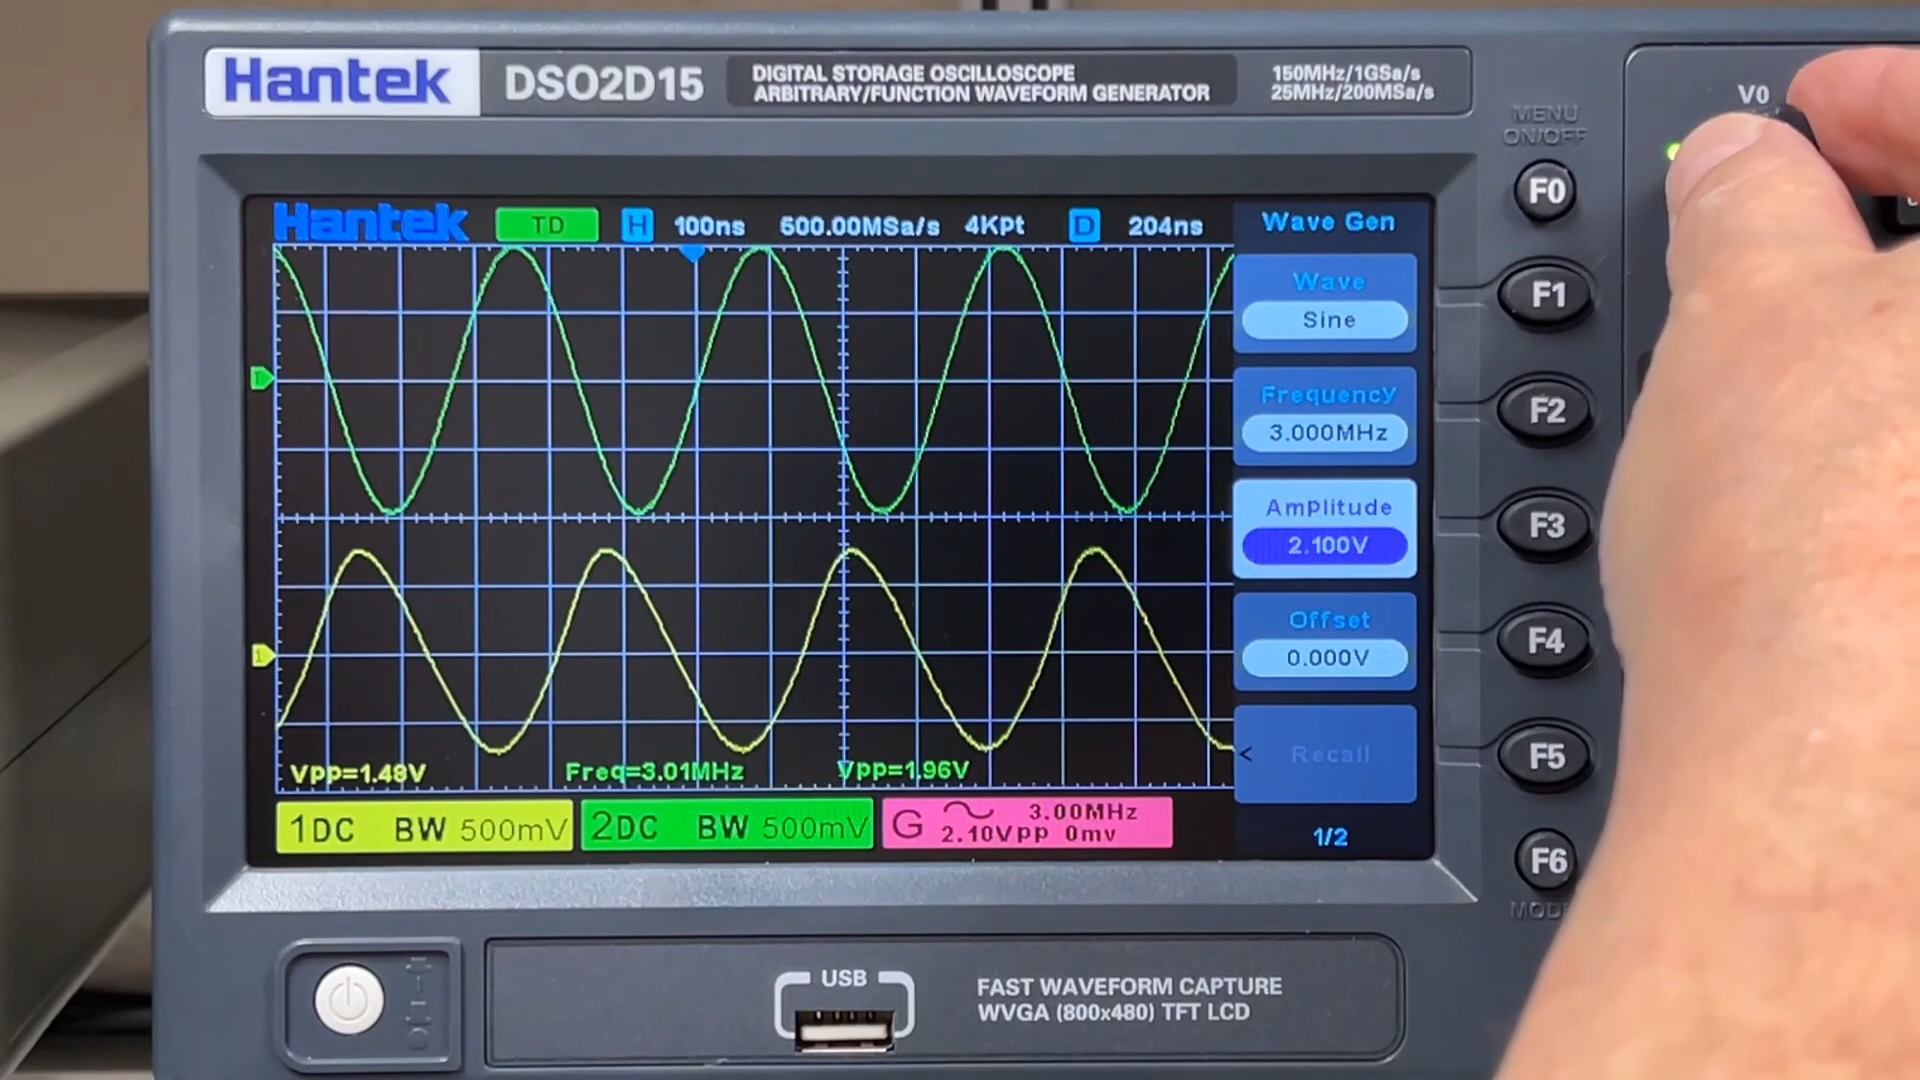 Hantek DSO2D15 DIGITAL STORAGE OSCILLOSCOPE 150MHz/1GSa/s
ARBITRARY/FUNCTION WAVEFORM GENERATOR 25MHz/200MSa/s
V0
MENU
ON/OFF
F0
Hantek TD H 100ns 500.00MSa/s 4KPt D 204ns Wave Gen
Wave
Sine
F1
Frequency
3.000MHz
F2
T
Amplitude
2.100V
F3
Offset
0.000V
F4
1
< Recall
F5
Vpp=1.48V Freq=3.01MHz Vpp=1.96V
1DC BW 500mV 2DC BW 500mV G 3.00MHz
2.10Vpp 0mv
1/2
F6
USB
FAST WAVEFORM CAPTURE
WVGA (800x480) TFT LCD